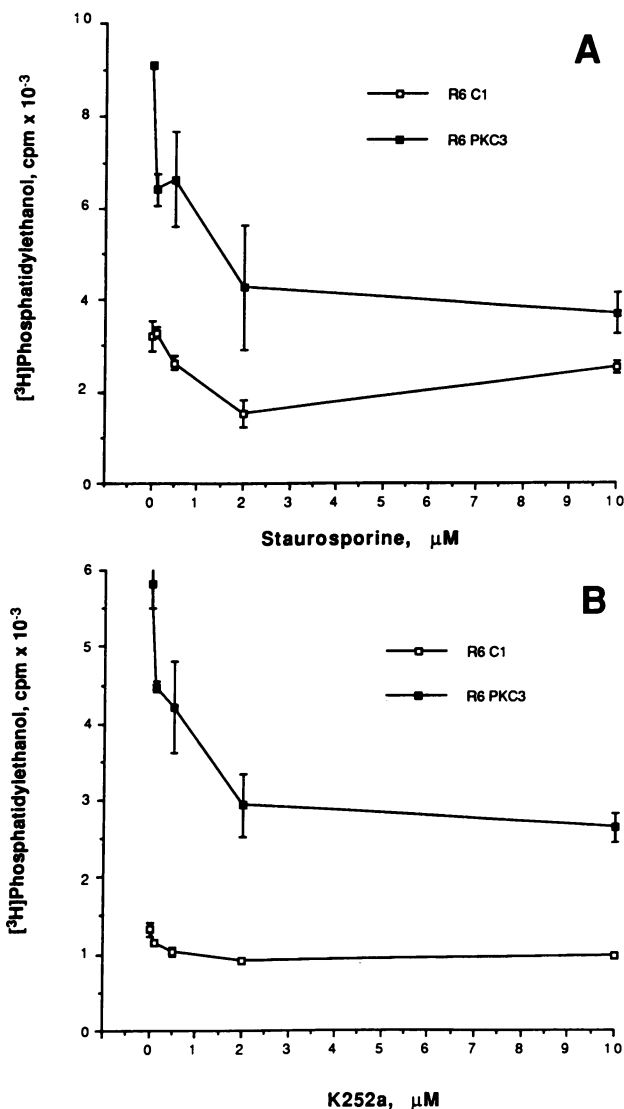 A
R6 C1
R6 PKC3
[³H]Phosphatidylethanol, cpm x 10⁻³
10
8
6
4
2
0
0 1 2 3 4 5 6 7 8 9 10
Staurosporine, μM
B
R6 C1
R6 PKC3
[³H]Phosphatidylethanol, cpm x 10⁻³
6
5
4
3
2
1
0
0 1 2 3 4 5 6 7 8 9 10
K252a, μM